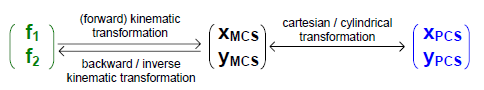 (forward) kinematic
transformation
cartesian / cylindrical
transformation
f1
f2
xMCS
yMCS
xPCS
yPCS
backward / inverse
kinematic transformation